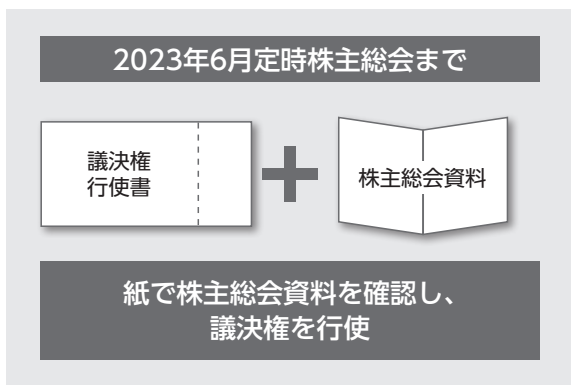 2023年6月定時株主総会まで
議決権
行使書
株主総会資料
紙で株主総会資料を確認し、
議決権を行使